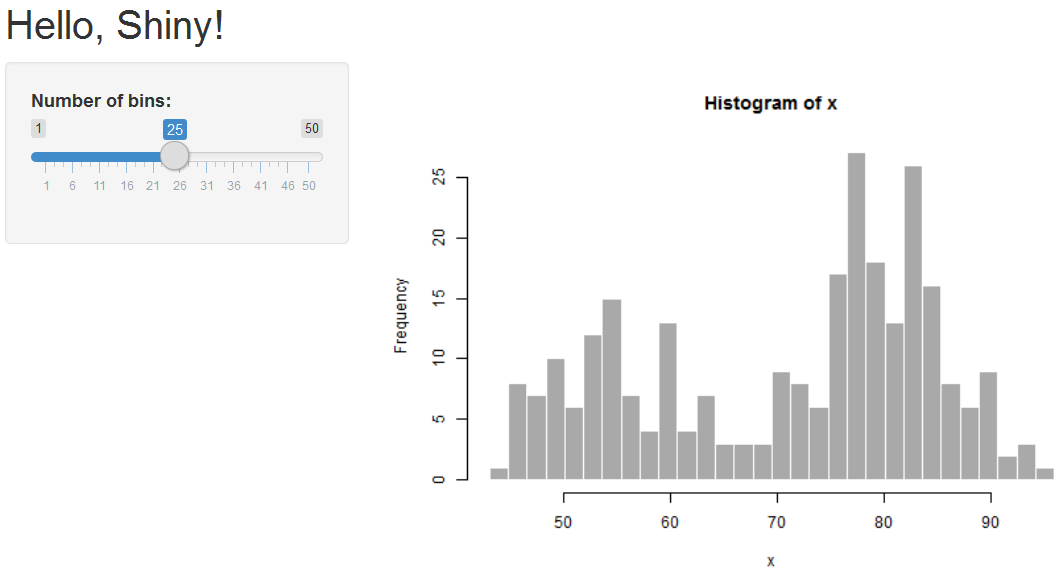 Hello, Shiny!
Number of bins:
1 25 50
1 6 11 16 21 26 31 36 41 46 50
Histogram of x
Frequency
25
20
15
10
5
0
50 60 70 80 90
x